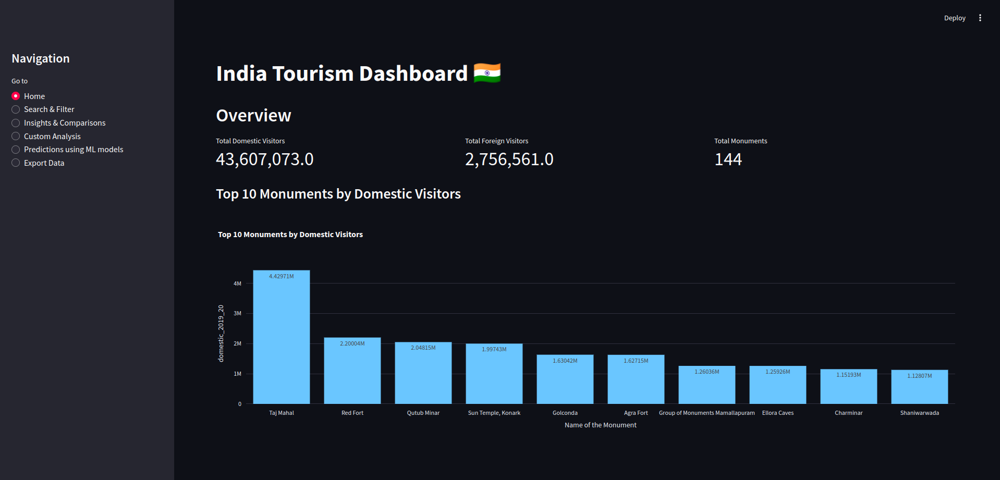 Deploy
Navigation
Go to
Home
Search & Filter
Insights & Comparisons
Custom Analysis
Predictions using ML models
Export Data
India Tourism Dashboard 🇮🇳
Overview
Total Domestic Visitors
43,607,073.0
Total Foreign Visitors
2,756,561.0
Total Monuments
144
Top 10 Monuments by Domestic Visitors
Top 10 Monuments by Domestic Visitors
domestic_2019_20
4M
3M
2M
1M
0
4.42971M
2.20004M
2.04815M
1.99743M
1.63042M
1.62715M
1.26036M
1.25926M
1.15193M
1.12807M
Taj Mahal
Red Fort
Qutub Minar
Sun Temple, Konark
Golconda
Agra Fort
Group of Monuments Mamallapuram
Ellora Caves
Charminar
Shaniwarwada
Name of the Monument